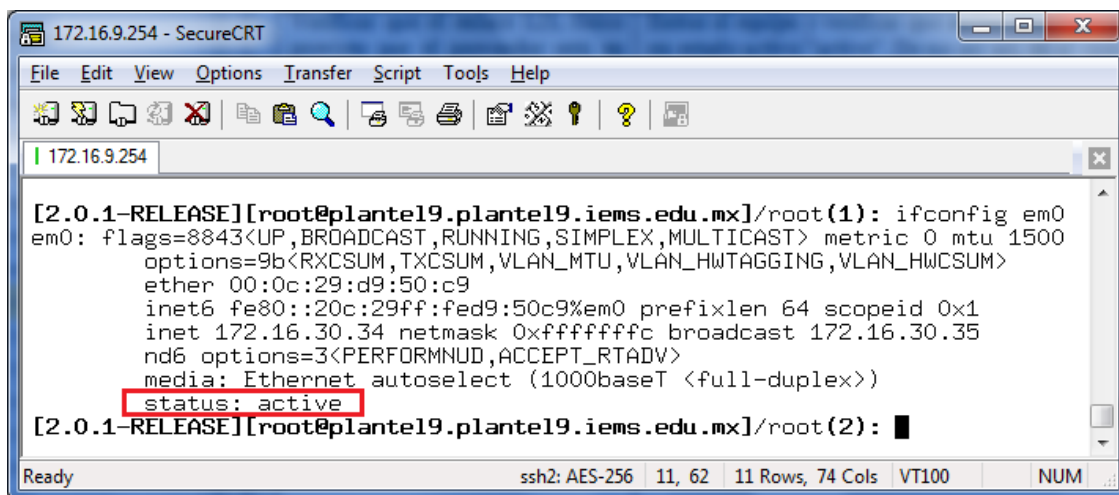 172.16.9.254 - SecureCRT
File Edit View Options Transfer Script Tools Help
172.16.9.254
[2.0.1-RELEASE][root@plantel9.plantel9.iems.edu.mx]/root(1): ifconfig em0
em0: flags=8843<UP,BROADCAST,RUNNING,SIMPLEX,MULTICAST> metric 0 mtu 1500
options=9b<RXCSUM,TXCSUM,VLAN_MTU,VLAN_HWTAGGING,VLAN_HWCSUM>
ether 00:0c:29:d9:50:c9
inet6 fe80::20c:29ff:fed9:50c9%em0 prefixlen 64 scopeid 0x1
inet 172.16.30.34 netmask 0xfffffffc broadcast 172.16.30.35
nd6 options=3<PERFORMNUD,ACCEPT_RTADV>
media: Ethernet autoselect (1000baseT <full-duplex>)
status: active
[2.0.1-RELEASE][root@plantel9.plantel9.iems.edu.mx]/root(2):
Ready ssh2: AES-256 11, 62 11 Rows, 74 Cols VT100 NUM